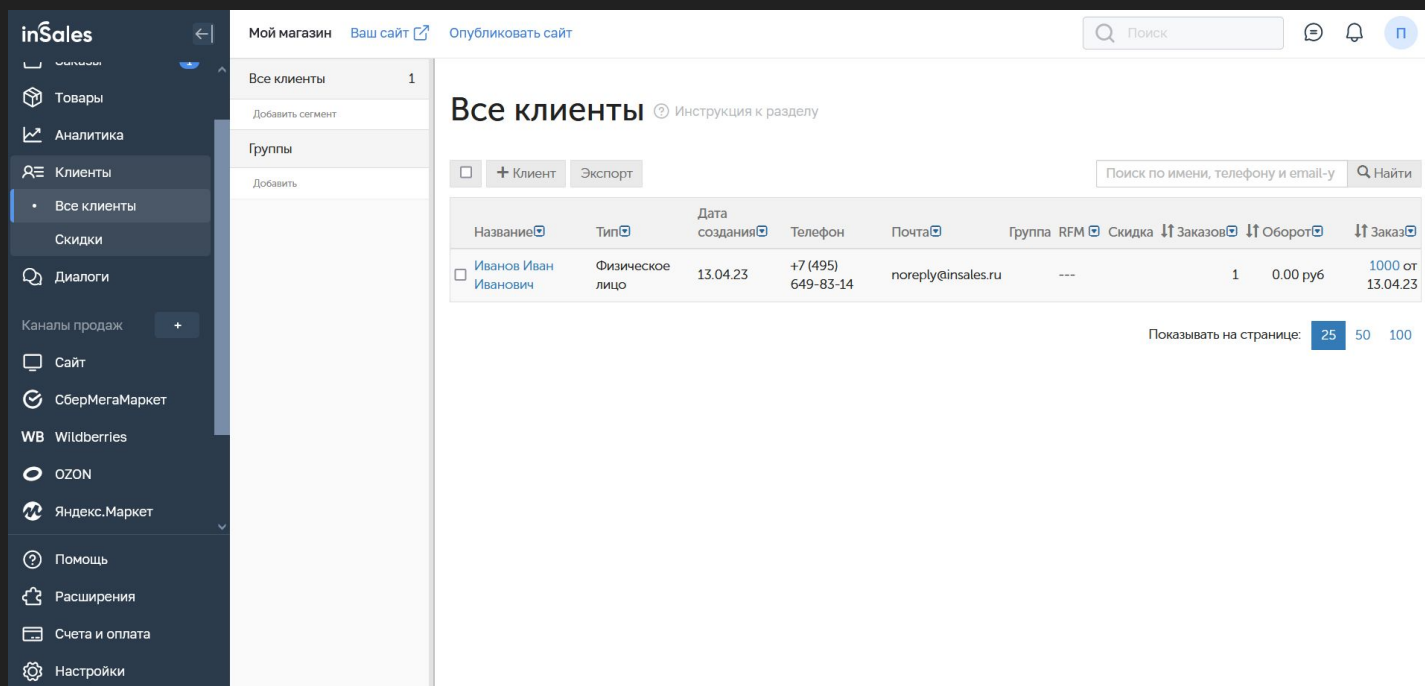 inSales
Мой магазин Ваш сайт Опубликовать сайт Поиск П
Товары
Аналитика
Клиенты
Все клиенты
Скидки
Диалоги
Каналы продаж +
Сайт
СберМегаМаркет
WB Wildberries
OZON
Яндекс.Маркет
Помощь
Расширения
Счета и оплата
Настройки
Все клиенты 1
Добавить сегмент
Группы
Добавить
Все клиенты ? Инструкция к разделу
+ Клиент Экспорт Поиск по имени, телефону и email-у Найти
Название Тип Дата создания Телефон Почта Группа RFM Скидка Заказов Оборот Заказ
Иванов Иван Физическое +7 (495) 1000 от
Иванович лицо 13.04.23 649-83-14 noreply@insales.ru --- 1 0.00 руб 13.04.23
Показывать на странице: 25 50 100